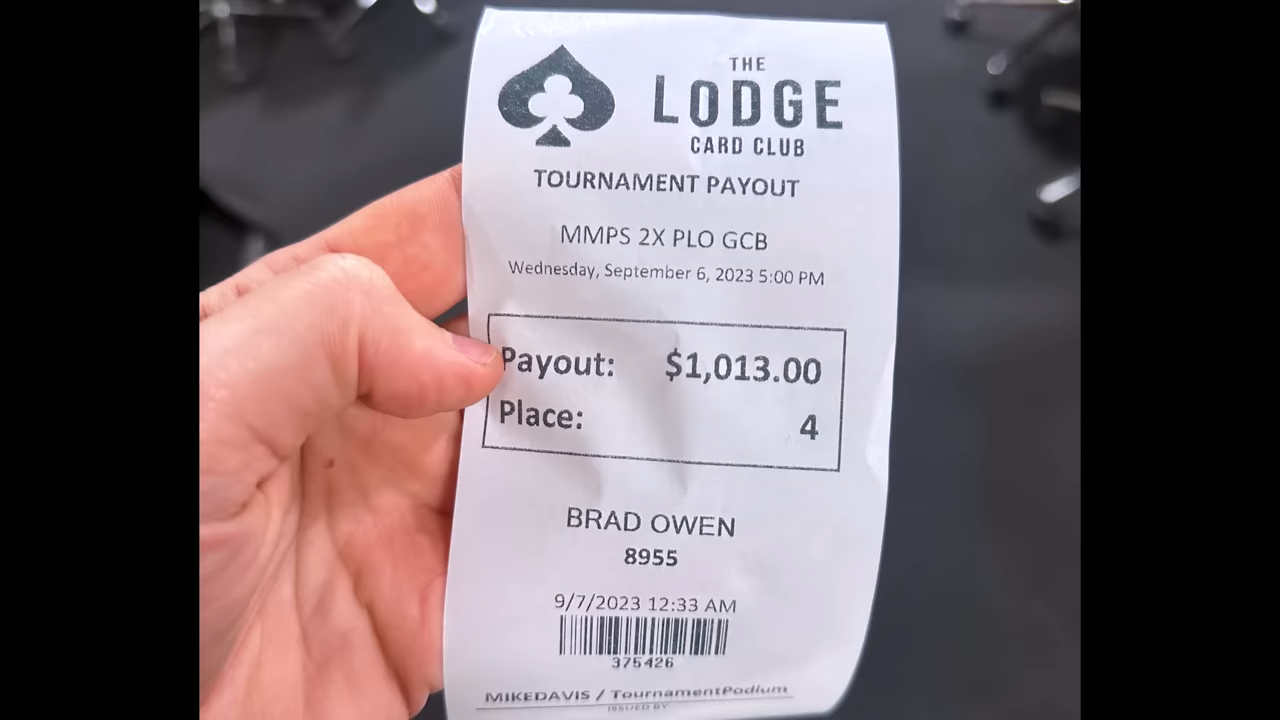 THE
LODGE
CARD CLUB
TOURNAMENT PAYOUT
MMPS 2X PLO GCB
Wednesday, September 6, 2023 5:00 PM
Payout: $1,013.00
Place: 4
BRAD OWEN
8955
9/7/2023 12:33 AM
375426
MIKEDAVIS / TournamentPodium
ISSUED BY